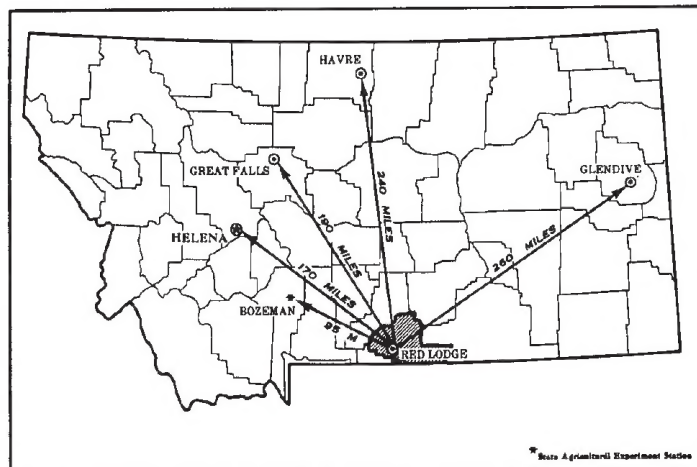 HAVRE
GREAT FALLS
GLENDIVE
240 MILES
190 MILES
HELENA
260 MILES
170 MILES
* BOZEMAN
95 M
RED LODGE
* State Agricultural Experiment Station